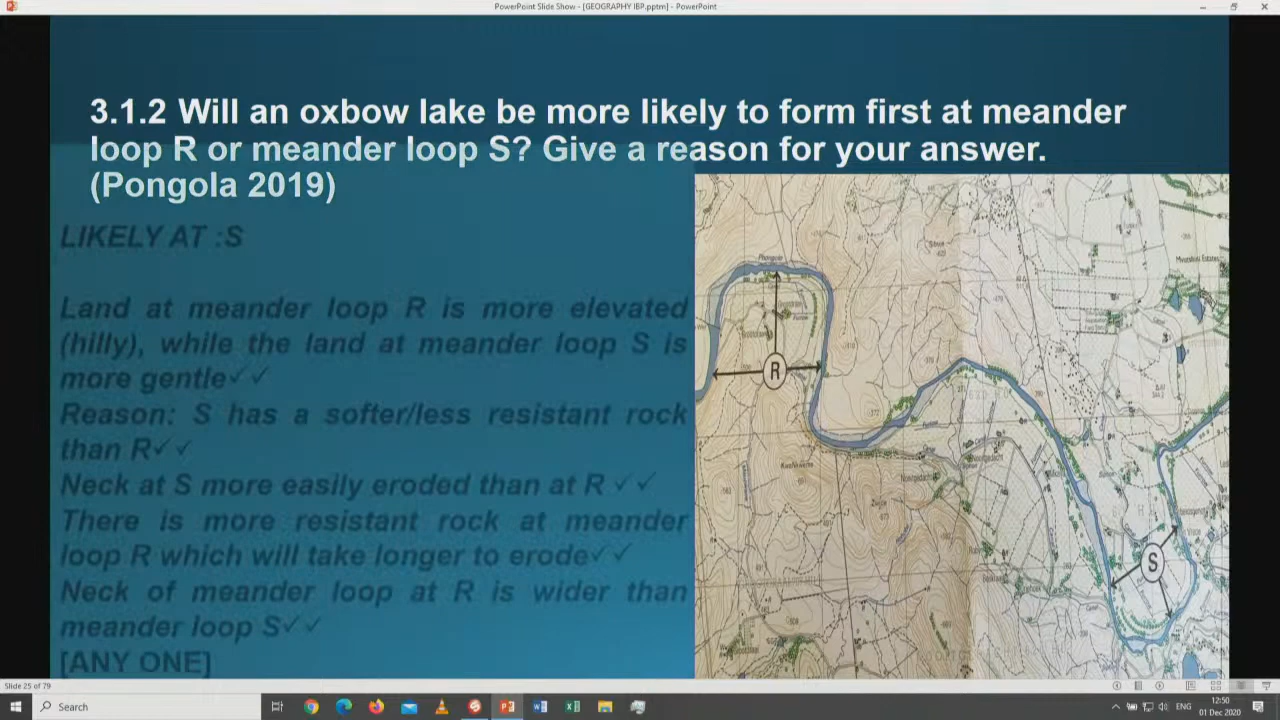 PowerPoint Slide Show - [GEOGRAPHY IBP.pptm] - PowerPoint
3.1.2 Will an oxbow lake be more likely to form first at meander
loop R or meander loop S? Give a reason for your answer.
(Pongola 2019)
LIKELY AT :S
Land at meander loop R is more elevated
(hilly), while the land at meander loop S is
more gentle✓✓
Reason: S has a softer/less resistant rock
than R✓✓
Neck at S more easily eroded than at R ✓✓
There is more resistant rock at meander
loop R which will take longer to erode✓✓
Neck of meander loop at R is wider than
meander loop S✓✓
[ANY ONE]
Phongolo
R
S
Slide 25 of 79
Search
ENG
12:50
01 Dec 2020